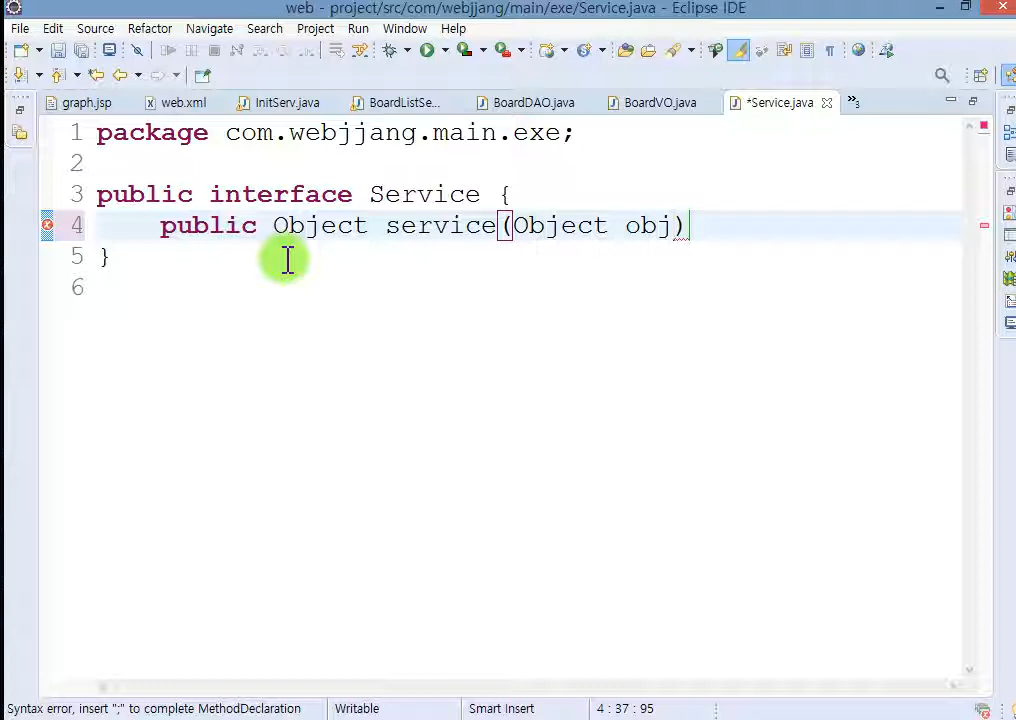 web - project/src/com/webjjang/main/exe/Service.java - Eclipse IDE
File Edit Source Refactor Navigate Search Project Run Window Help
graph.jsp web.xml InitServ.java BoardListSe... BoardDAO.java BoardVO.java *Service.java »3
1 package com.webjjang.main.exe;
2
3 public interface Service {
4 public Object service(Object obj)
5 }
6
Syntax error, insert ";" to complete MethodDeclaration Writable Smart Insert 4 : 37 : 95